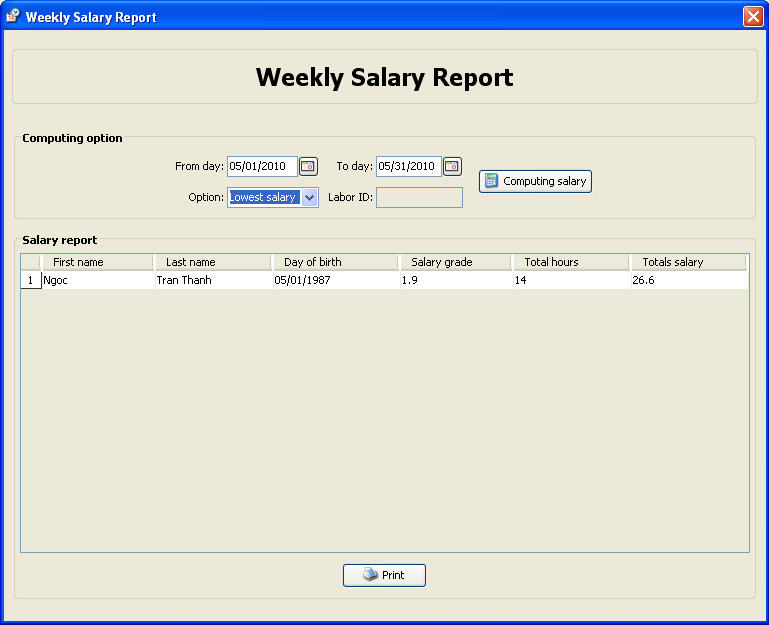 Weekly Salary Report
Weekly Salary Report
Computing option
From day: 05/01/2010 To day: 05/31/2010
Computing salary
Option: Lowest salary Labor ID:
Salary report
First name Last name Day of birth Salary grade Total hours Totals salary
1 Ngoc Tran Thanh 05/01/1987 1.9 14 26.6
Print